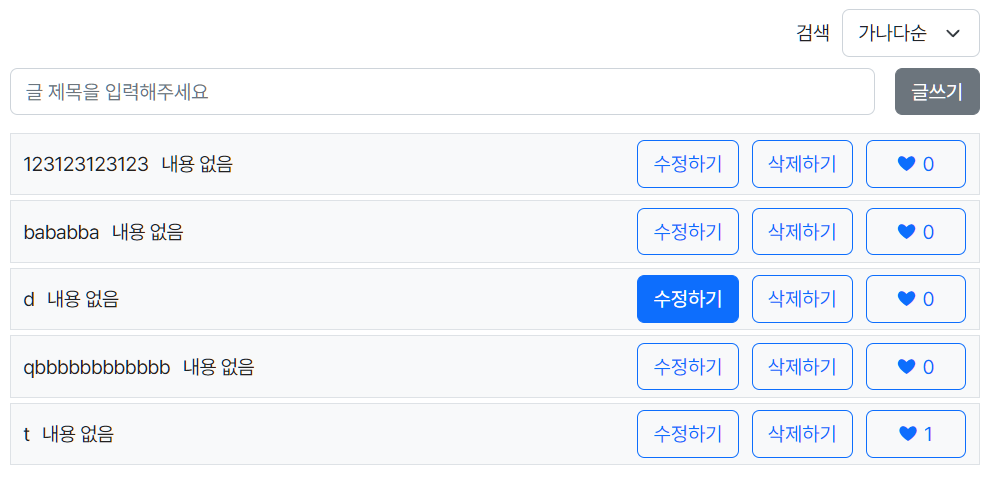 검색 가나다순
글 제목을 입력해주세요 글쓰기
123123123123 내용 없음 수정하기 삭제하기 0
bababba 내용 없음 수정하기 삭제하기 0
d 내용 없음 수정하기 삭제하기 0
qbbbbbbbbbbbb 내용 없음 수정하기 삭제하기 0
t 내용 없음 수정하기 삭제하기 1